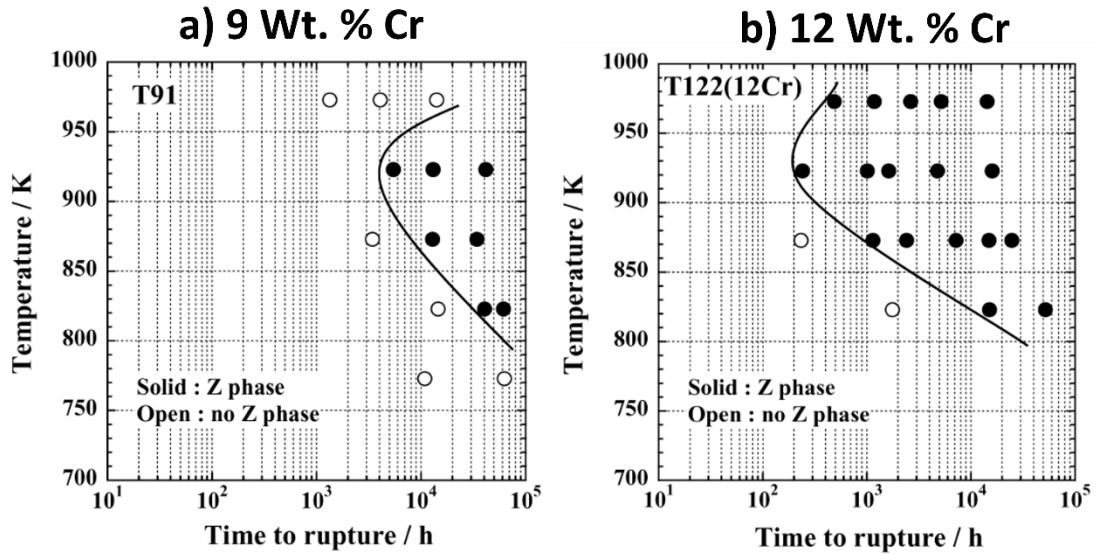 a) 9 Wt. % Cr
T91
1000
950
900
850
800
750
700
Temperature / K
Solid : Z phase
Open : no Z phase
10¹
10²
10³
10⁴
10⁵
Time to rupture / h
b) 12 Wt. % Cr
T122(12Cr)
1000
950
900
850
800
750
700
Temperature / K
Solid : Z phase
Open : no Z phase
10¹
10²
10³
10⁴
10⁵
Time to rupture / h